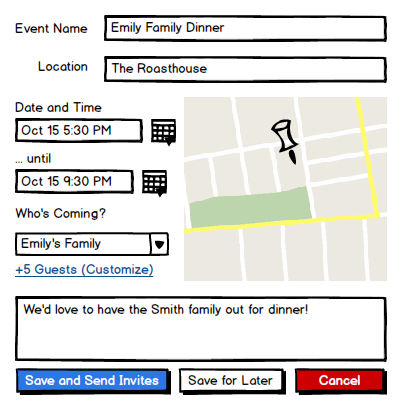 Event Name
Emily Family Dinner
Location
The Roasthouse
Date and Time
Oct 15 5:30 PM
... until
Oct 15 9:30 PM
Who's Coming?
Emily's Family
+5 Guests (Customize)
We'd love to have the Smith family out for dinner!
Save and Send Invites
Save for Later
Cancel